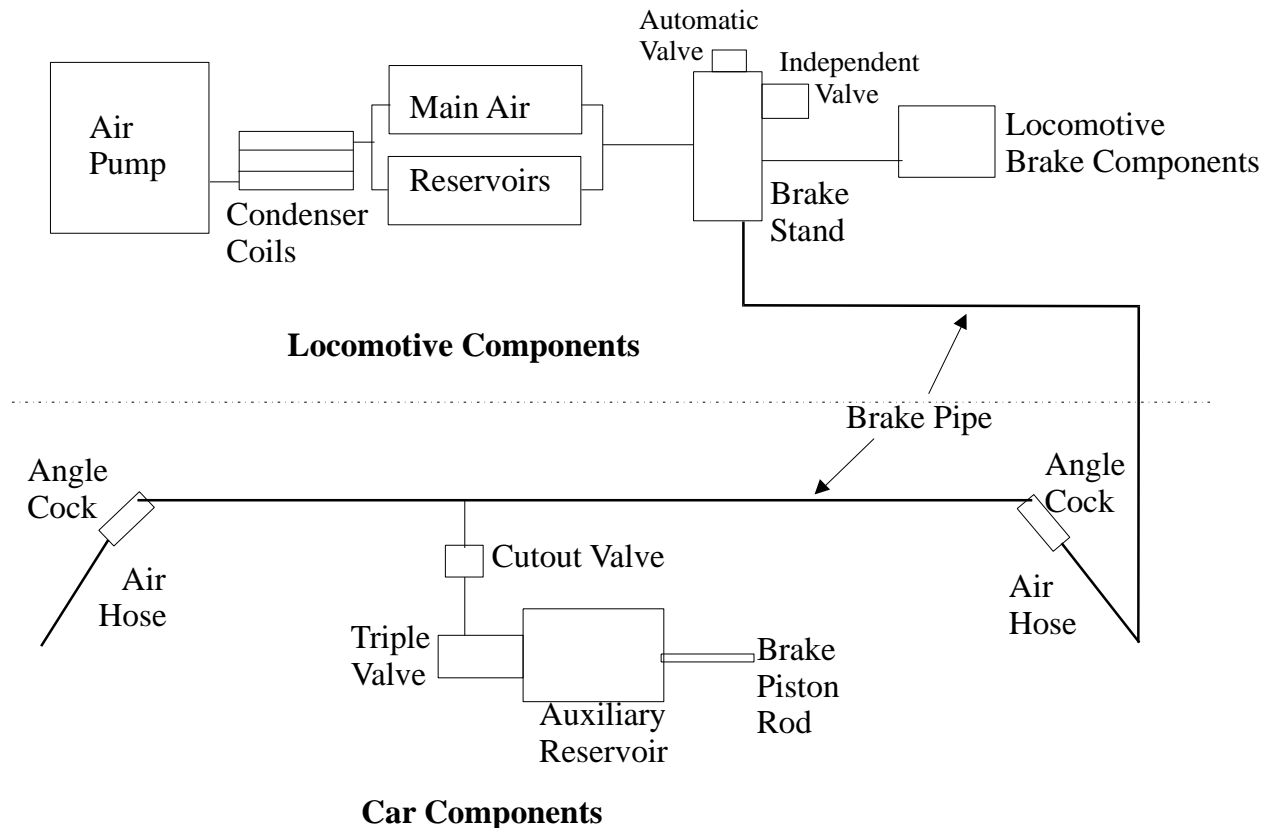 Automatic
Valve
Independent
Valve
Air
Pump
Main Air
Reservoirs
Condenser
Coils
Locomotive
Brake Components
Brake
Stand
Locomotive Components
Brake Pipe
Angle
Cock
Angle
Cock
Air
Hose
Cutout Valve
Air
Hose
Triple
Valve
Auxiliary
Reservoir
Brake
Piston
Rod
Car Components